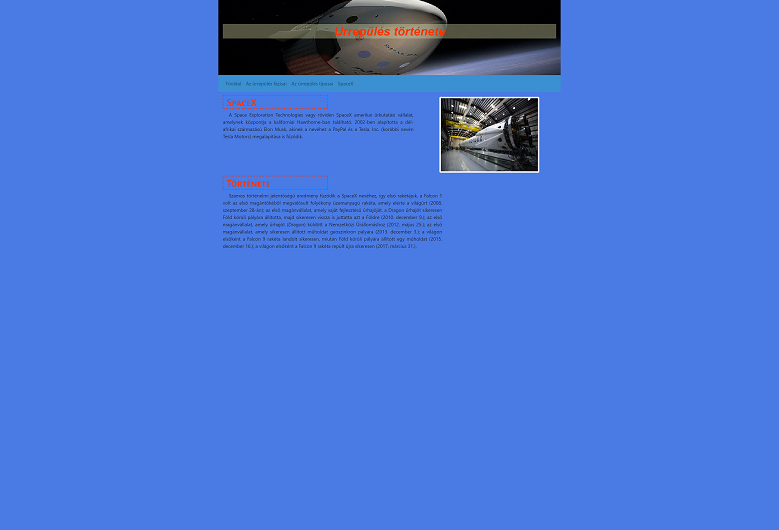 Űrrepülés története
Főoldal Az űrrepülés fázisai Az űrrepülés típusai SpaceX
SpaceX
A Space Exploration Technologies vagy röviden SpaceX amerikai űrkutatási vállalat,
amelynek központja a kaliforniai Hawthorne-ban található. 2002-ben alapította a dél-
afrikai származású Elon Musk, akinek a nevéhez a PayPal és a Tesla, Inc. (korábbi nevén
Tesla Motors) megalapítása is fűződik.
Történet
Számos történelmi jelentőségű eredmény fűződik a SpaceX nevéhez, így első rakétájuk, a Falcon 1
volt az első magántőkéből megvalósult folyékony üzemanyagú rakéta, amely elérte a világűrt (2008.
szeptember 28-án); az első magánvállalat, amely saját fejlesztésű űrhajóját, a Dragon űrhajót sikeresen
Föld körüli pályára állította, majd sikeresen vissza is juttatta azt a Földre (2010. december 9.); az első
magánvállalat, amely űrhajót (Dragon) küldött a Nemzetközi Űrállomáshoz (2012. május 25.); az első
magánvállalat, amely sikeresen állított műholdat geoszinkron pályára (2013. december 3.); a világon
elsőként a Falcon 9 rakéta landolt sikeresen, miután Föld körüli pályára állított egy műholdat (2015.
december 16.); a világon elsőként a Falcon 9 rakéta repült újra sikeresen (2017. március 31.).